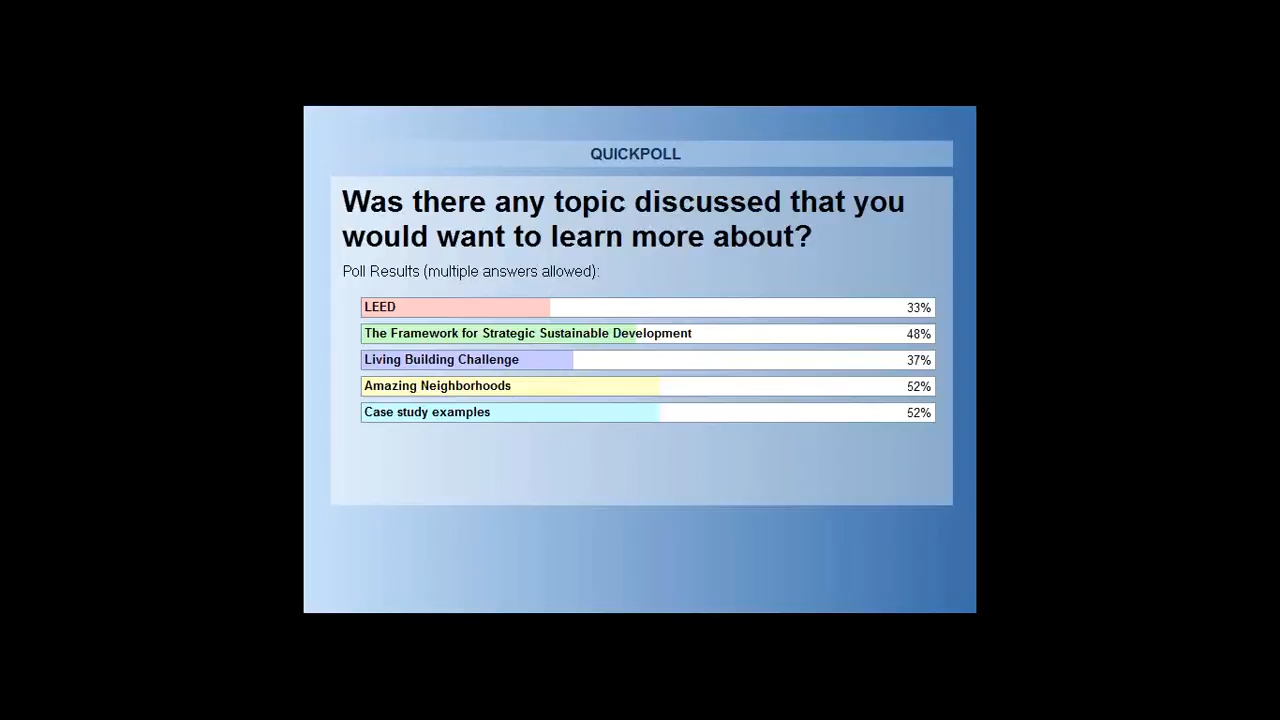 QUICKPOLL
Was there any topic discussed that you
would want to learn more about?
Poll Results (multiple answers allowed):
LEED 33%
The Framework for Strategic Sustainable Development 48%
Living Building Challenge 37%
Amazing Neighborhoods 52%
Case study examples 52%